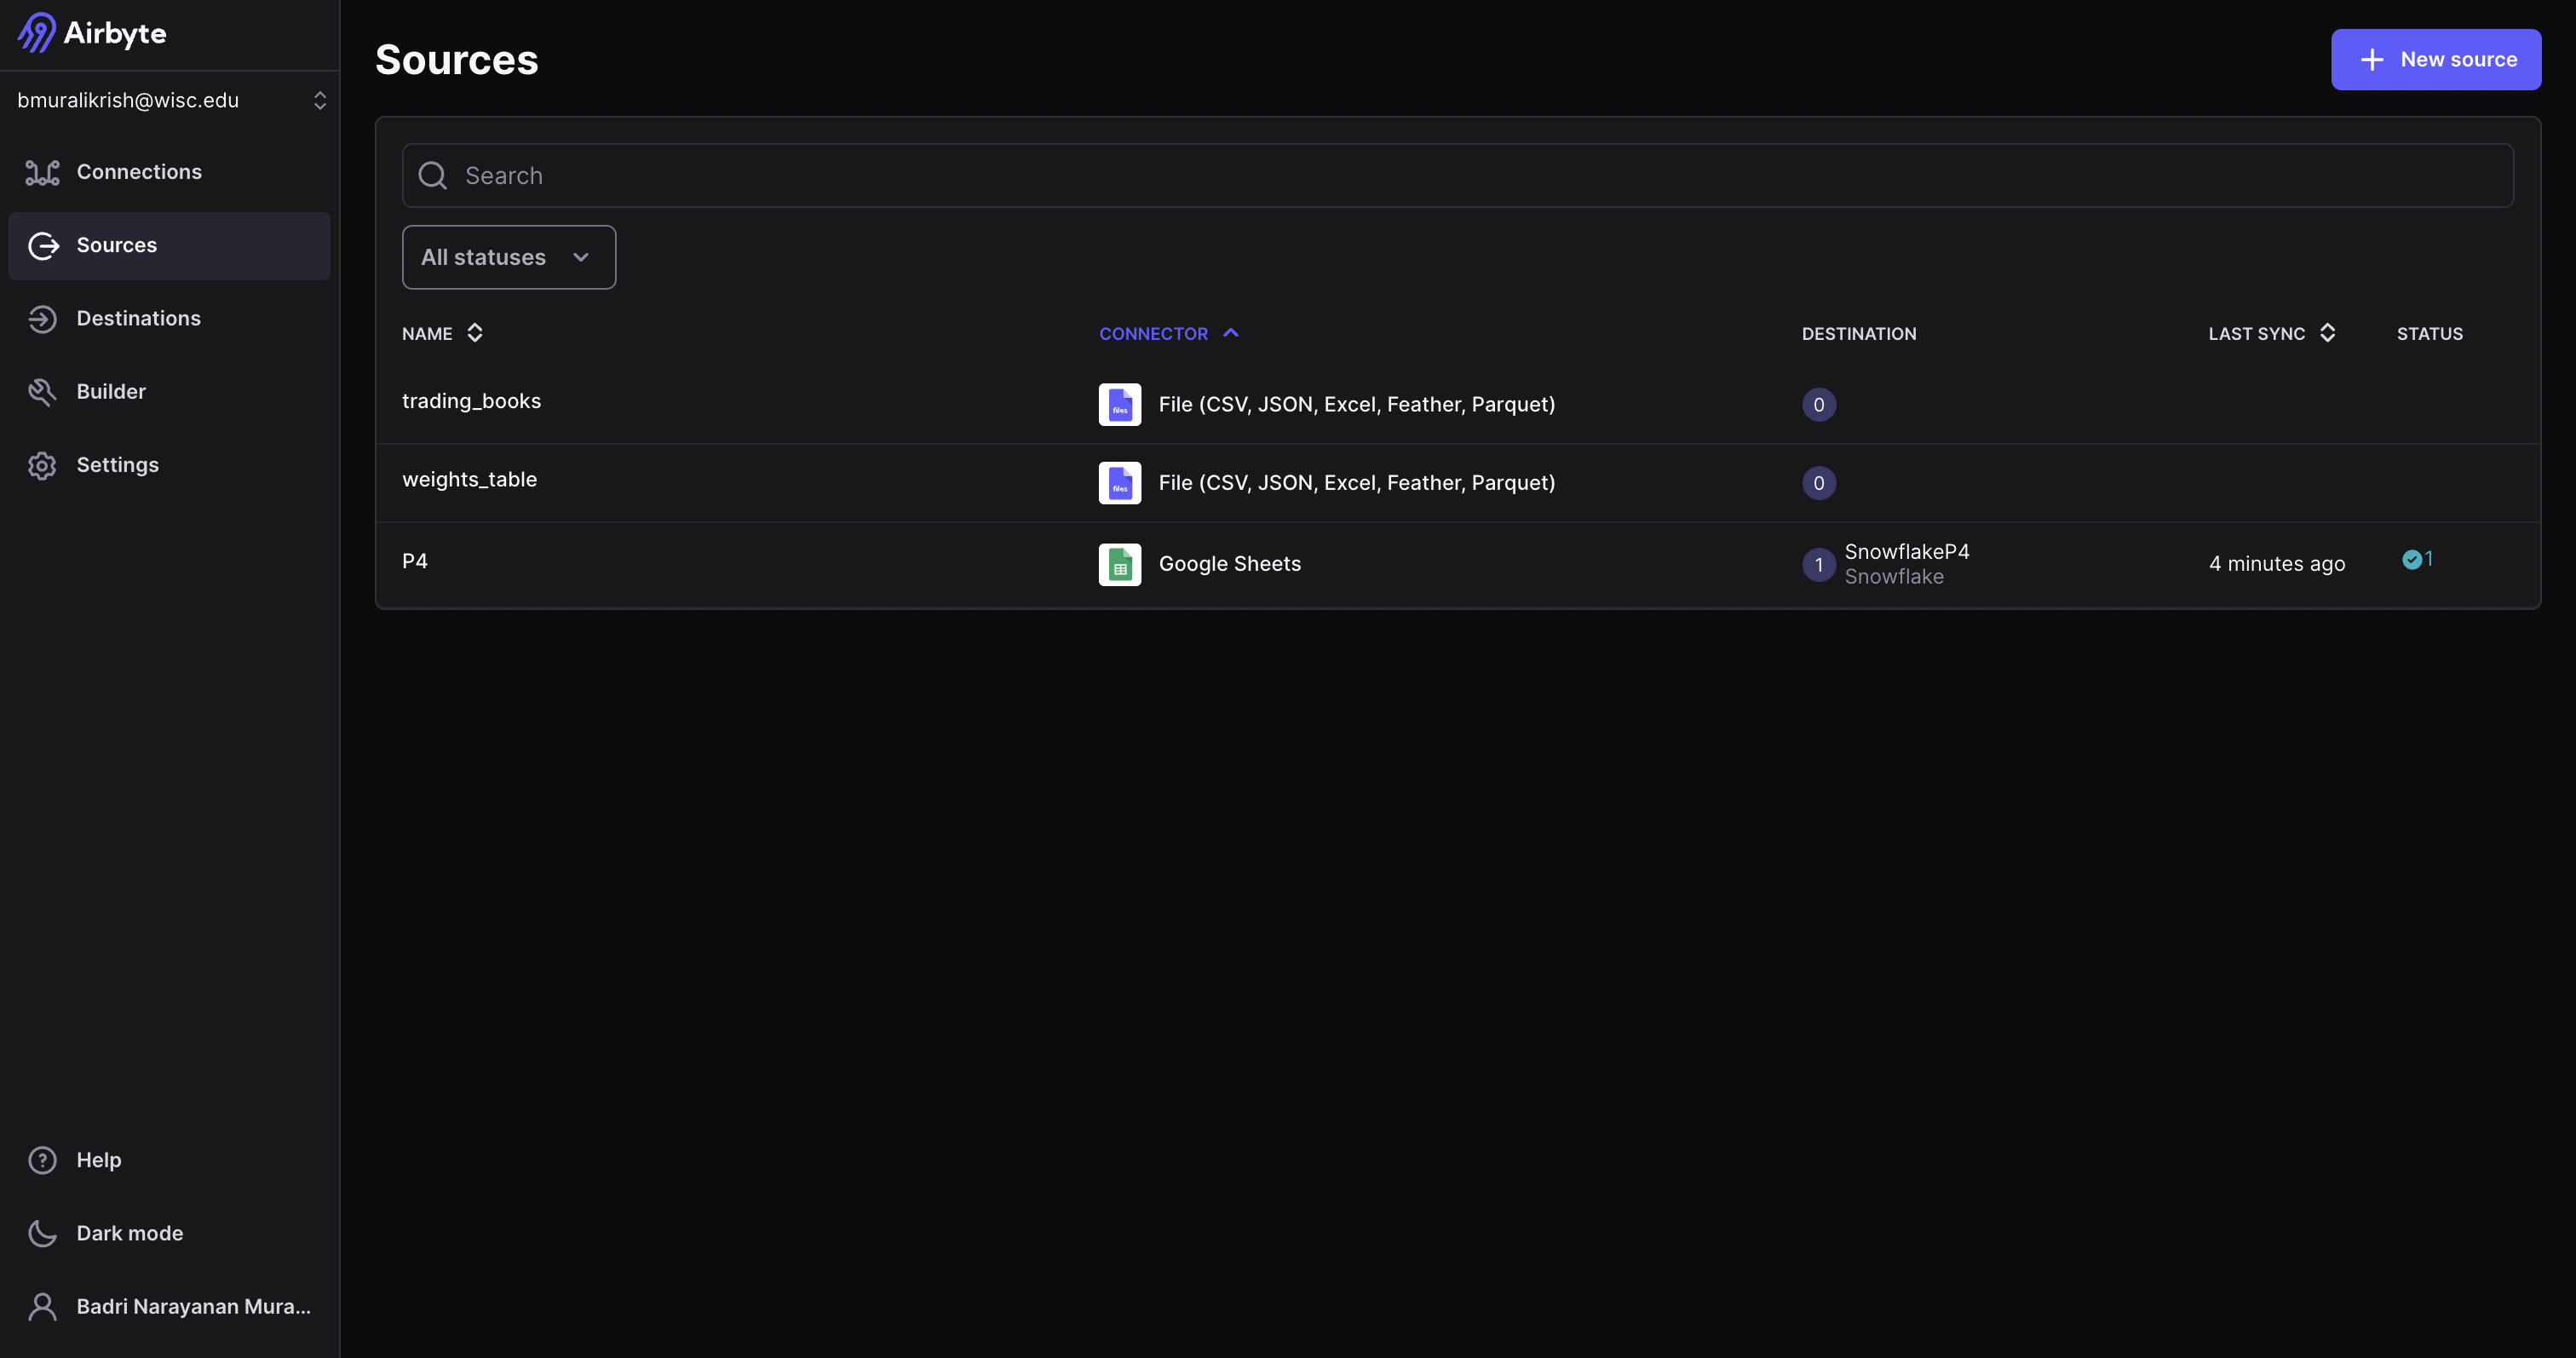 Airbyte
bmuralikrish@wisc.edu
Connections
Sources
Destinations
Builder
Settings
Help
Dark mode
Badri Narayanan Mura...
Sources
New source
Search
All statuses
NAME CONNECTOR DESTINATION LAST SYNC STATUS
trading_books files File (CSV, JSON, Excel, Feather, Parquet) 0
weights_table files File (CSV, JSON, Excel, Feather, Parquet) 0
P4 Google Sheets 1 SnowflakeP4 4 minutes ago 1
Snowflake